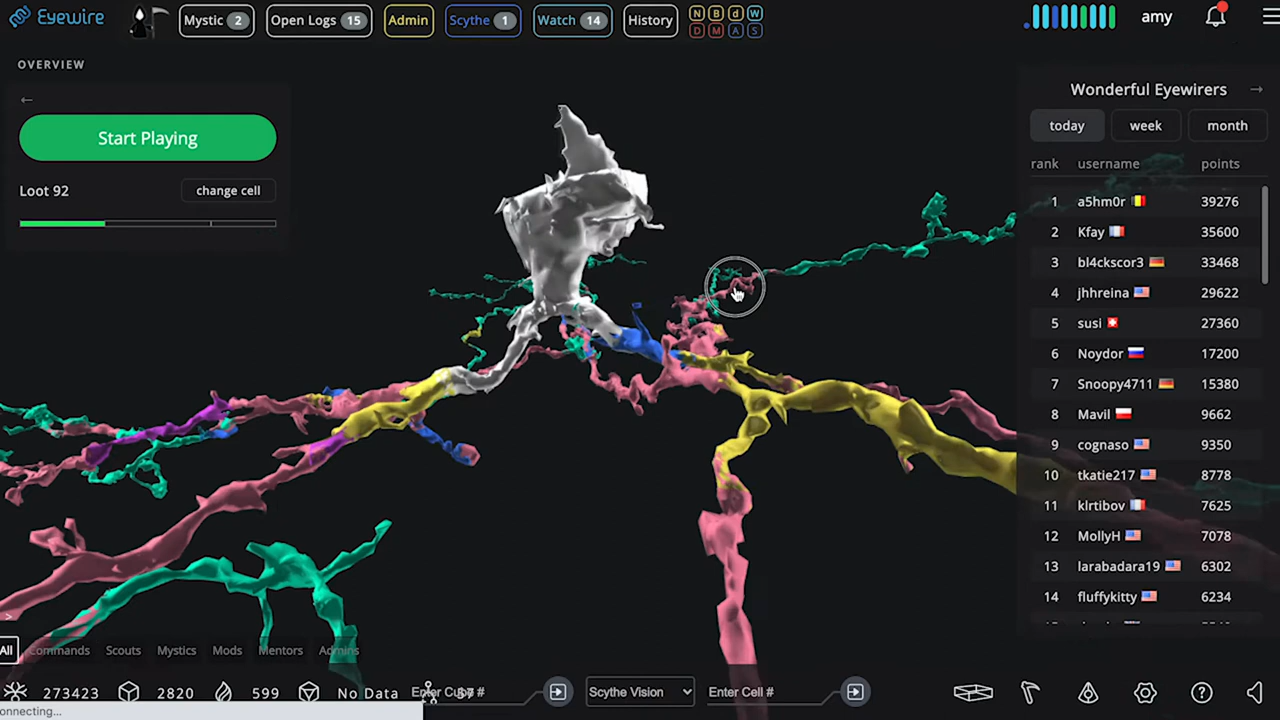 Eyewire
Mystic 2
Open Logs 15
Admin
Scythe 1
Watch 14
History
N B d W
D M A S
amy
OVERVIEW
←
Start Playing
Loot 92
change cell
Wonderful Eyewirers →
today week month
rank username points
1 a5hm0r 39276
2 Kfay 35600
3 bl4ckscor3 33468
4 jhhreina 29622
5 susi 27360
6 Noydor 17200
7 Snoopy4711 15380
8 Mavil 9662
9 cognaso 9350
10 tkatie217 8778
11 klrtibov 7625
12 MollyH 7078
13 larabadara19 6302
14 fluffykitty 6234
>
All Commands Scouts Mystics Mods Mentors Admins
273423 2820 599 No Data Enter Cube # Scythe Vision Enter Cell #
onnecting...